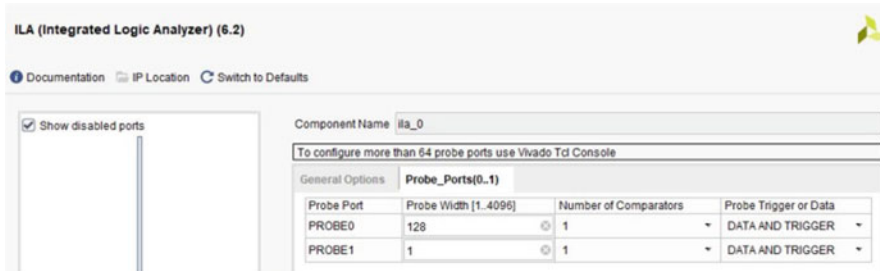 ILA (Integrated Logic Analyzer) (6.2)
Documentation IP Location Switch to Defaults
Show disabled ports
Component Name ila_0
To configure more than 64 probe ports use Vivado Tcl Console
General Options Probe_Ports(0..1)
Probe Port Probe Width [1..4096] Number of Comparators Probe Trigger or Data
PROBE0 128 1 DATA AND TRIGGER
PROBE1 1 1 DATA AND TRIGGER